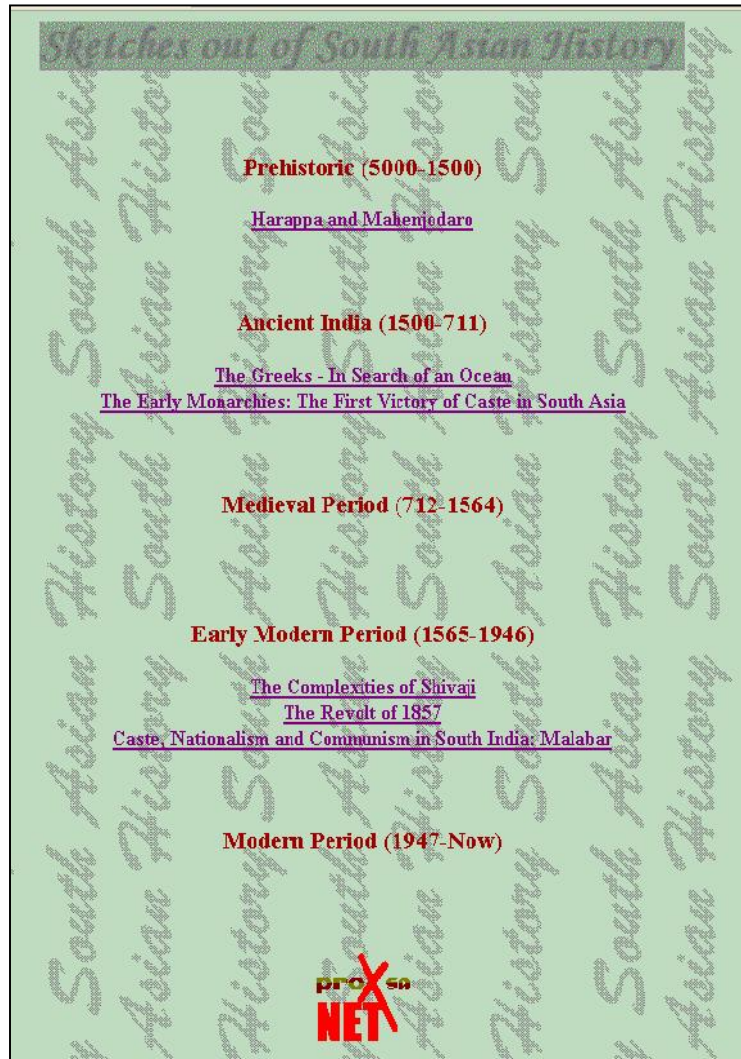 Sketches out of South Asian History
Prehistoric (5000-1500)
Harappa and Mahenjodaro
Ancient India (1500-711)
The Greeks - In Search of an Ocean
The Early Monarchies: The First Victory of Caste in South Asia
Medieval Period (712-1564)
Early Modern Period (1565-1946)
The Complexities of Shivaji
The Revolt of 1857
Caste, Nationalism and Communism in South India: Malabar
Modern Period (1947-Now)
proXsa
NET